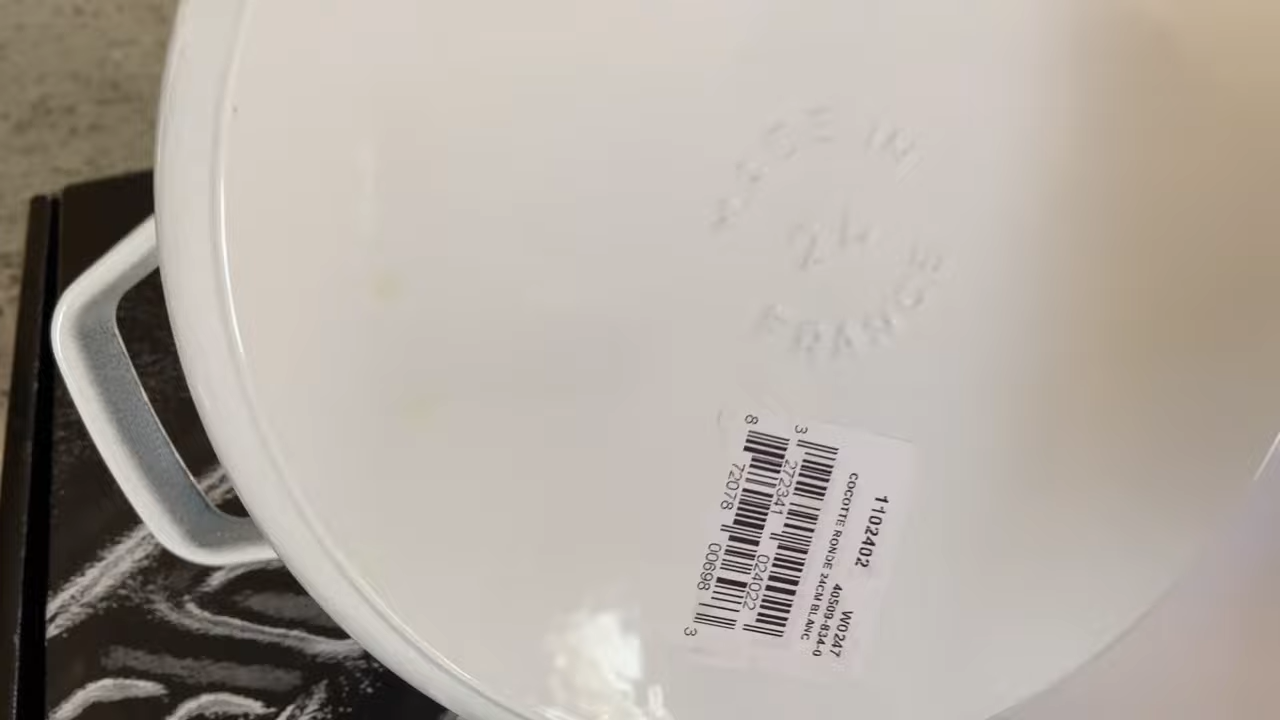 MADE IN
24
FRANCE
1102402 W0247
40509-834-0
COCOTTE RONDE 24CM BLANC
3 272341 024022
8 72078 00698 3